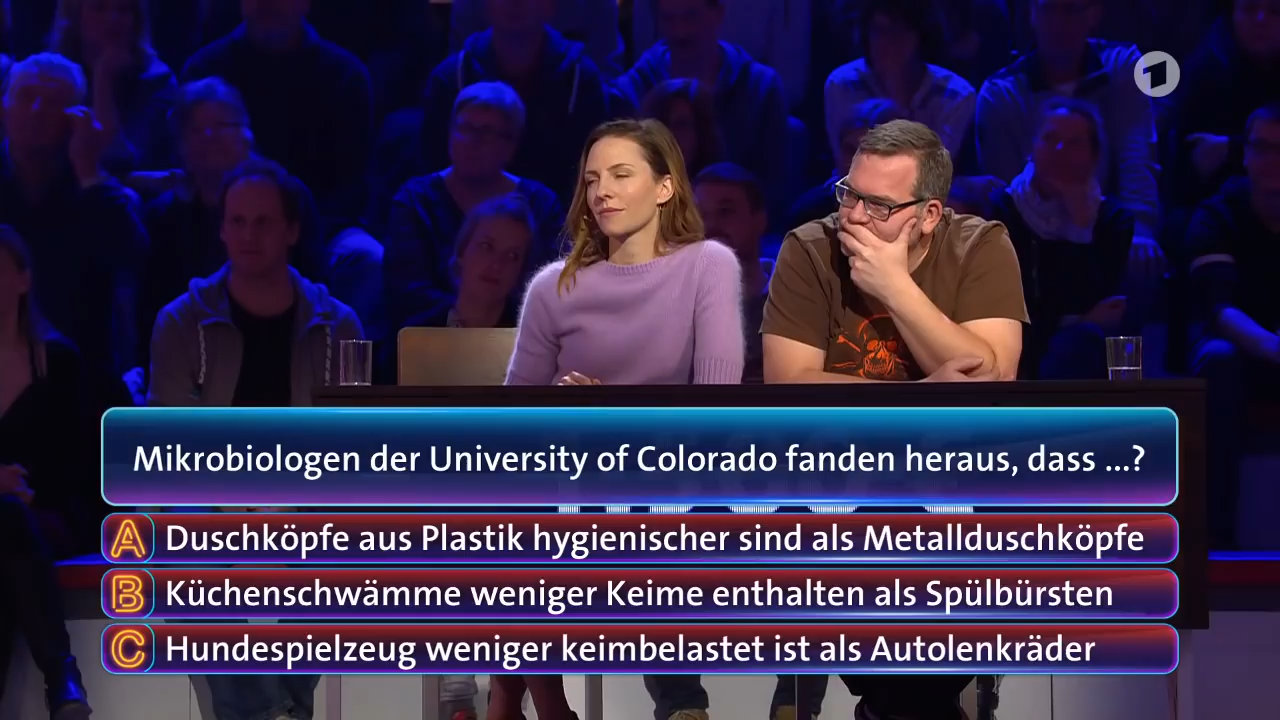 1
Mikrobiologen der University of Colorado fanden heraus, dass ...?
A Duschköpfe aus Plastik hygienischer sind als Metallduschköpfe
B Küchenschwämme weniger Keime enthalten als Spülbürsten
C Hundespielzeug weniger keimbelastet ist als Autolenkräder